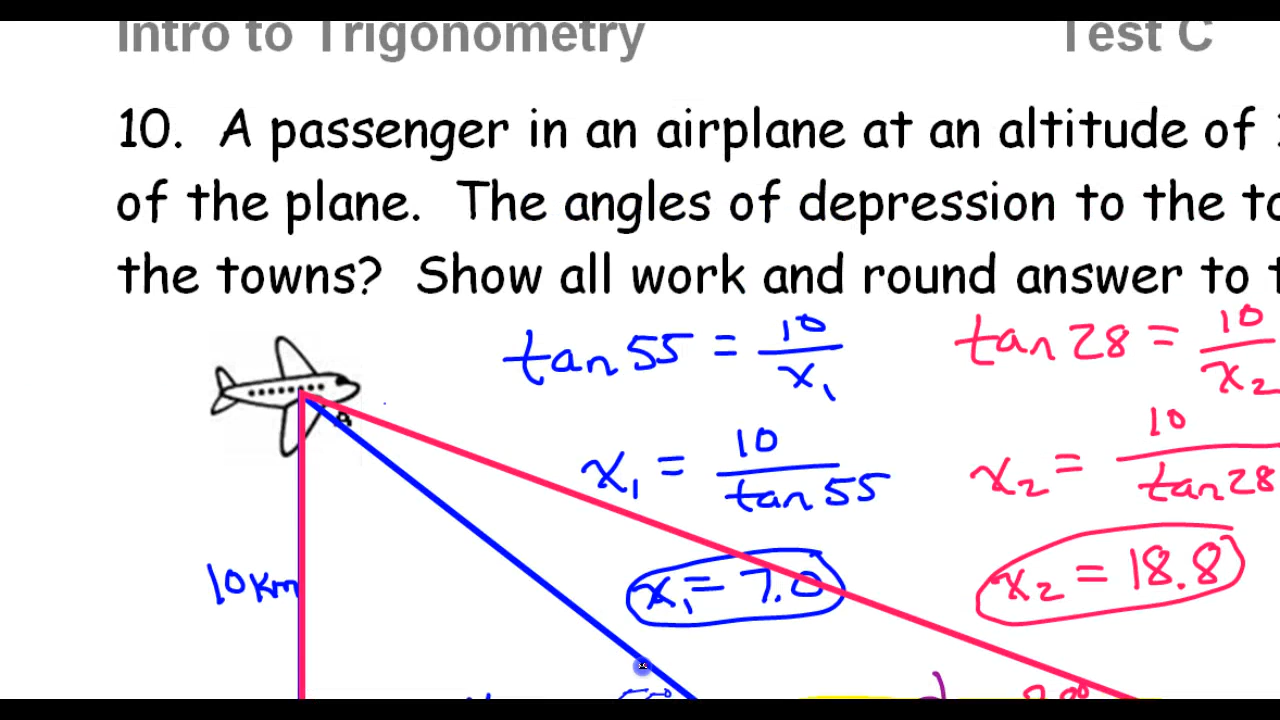 Intro to Trigonometry Test C
10. A passenger in an airplane at an altitude of
of the plane. The angles of depression to the
the towns? Show all work and round answer to
tan 55 = 10/x₁
tan 28 = 10/x₂
x₁ = 10/tan 55
x₂ = 10/tan 28
x₁ = 7.0
x₂ = 18.8
10 km